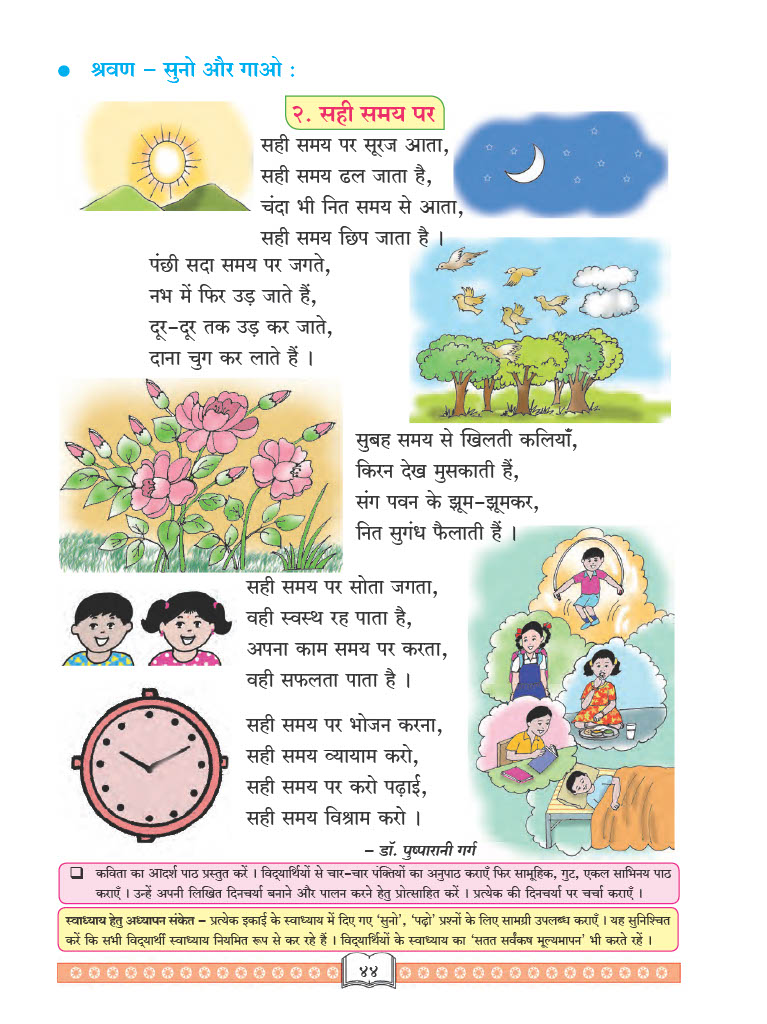 ● श्रवण – सुनो और गाओ :
२. सही समय पर
सही समय पर सूरज आता,
सही समय ढल जाता है,
चंदा भी नित समय से आता,
सही समय छिप जाता है ।
पंछी सदा समय पर जगते,
नभ में फिर उड़ जाते हैं,
दूर-दूर तक उड़ कर जाते,
दाना चुग कर लाते हैं ।
सुबह समय से खिलती कलियाँ,
किरन देख मुसकाती हैं,
संग पवन के झूम-झूमकर,
नित सुगंध फैलाती हैं ।
सही समय पर सोता जगता,
वही स्वस्थ रह पाता है,
अपना काम समय पर करता,
वही सफलता पाता है ।
सही समय पर भोजन करना,
सही समय व्यायाम करो,
सही समय पर करो पढ़ाई,
सही समय विश्राम करो ।
– डॉ. पुष्पारानी गर्ग
❑ कविता का आदर्श पाठ प्रस्तुत करें । विद्यार्थियों से चार-चार पंक्तियों का अनुपाठ कराएँ फिर सामूहिक, गुट, एकल साभिनय पाठ
कराएँ । उन्हें अपनी लिखित दिनचर्या बनाने और पालन करने हेतु प्रोत्साहित करें । प्रत्येक की दिनचर्या पर चर्चा कराएँ ।
स्वाध्याय हेतु अध्यापन संकेत – प्रत्येक इकाई के स्वाध्याय में दिए गए ‘सुनो’, ‘पढ़ो’ प्रश्नों के लिए सामग्री उपलब्ध कराएँ । यह सुनिश्चित
करें कि सभी विद्यार्थी स्वाध्याय नियमित रूप से कर रहे हैं । विद्यार्थियों के स्वाध्याय का ‘सतत सर्वंकष मूल्यमापन’ भी करते रहें ।
४४